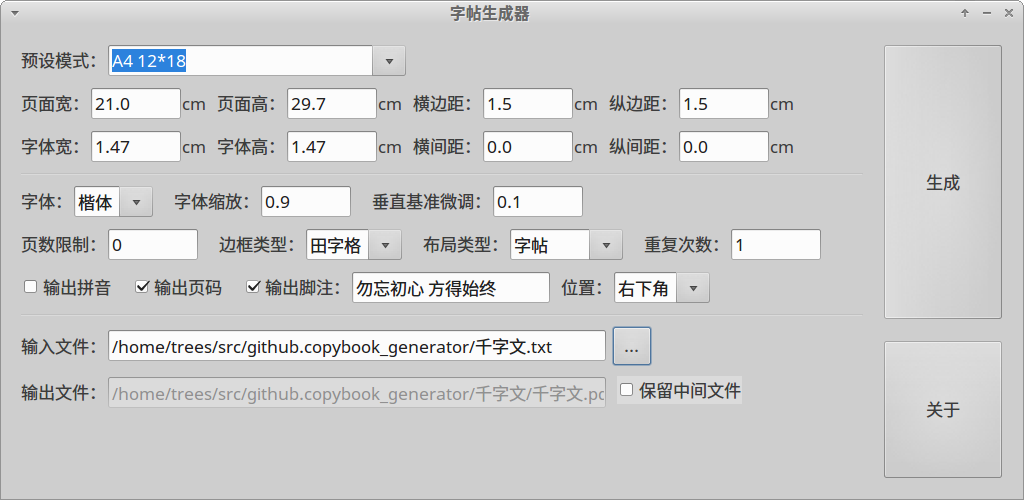 字帖生成器
预设模式： A4 12*18
页面宽： 21.0 cm 页面高： 29.7 cm 横边距： 1.5 cm 纵边距： 1.5 cm
字体宽： 1.47 cm 字体高： 1.47 cm 横间距： 0.0 cm 纵间距： 0.0 cm
生成
字体： 楷体 字体缩放： 0.9 垂直基准微调： 0.1
页数限制： 0 边框类型： 田字格 布局类型： 字帖 重复次数： 1
输出拼音 输出页码 输出脚注： 勿忘初心 方得始终 位置： 右下角
输入文件： /home/trees/src/github.copybook_generator/千字文.txt ...
输出文件： /home/trees/src/github.copybook_generator/千字文/千字文.pc 保留中间文件
关于